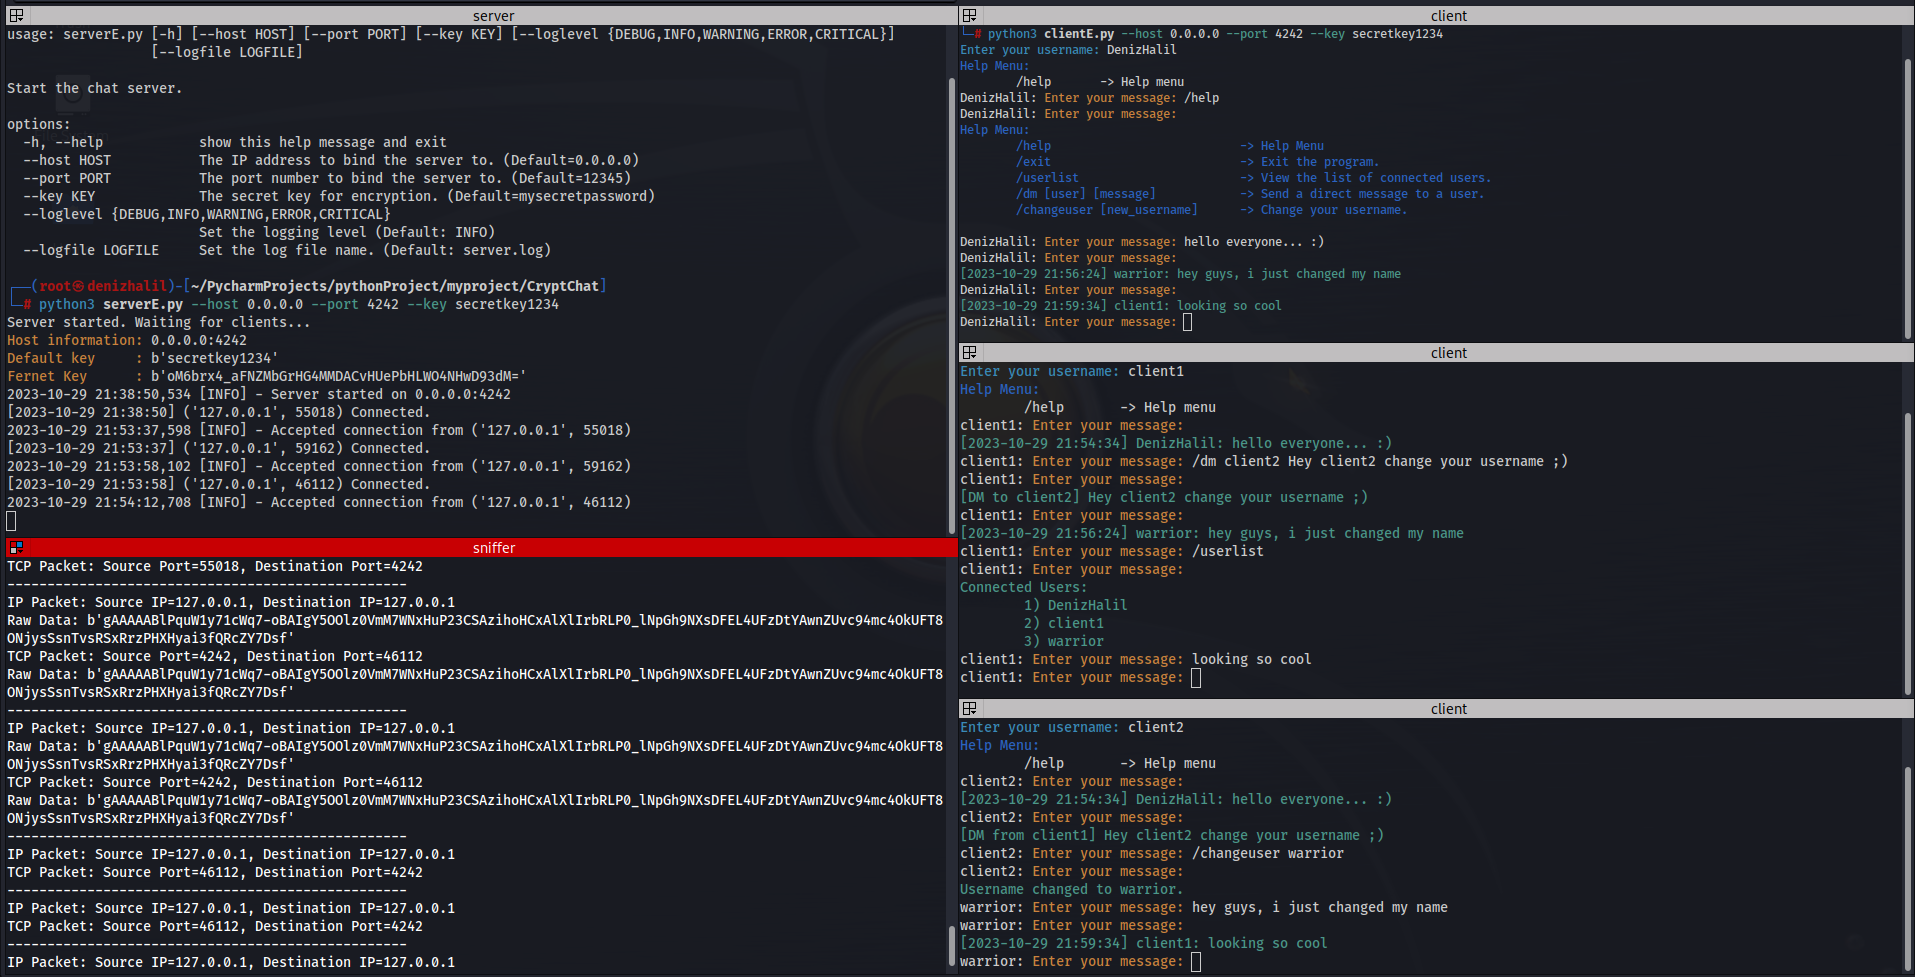 server
usage: serverE.py [-h] [--host HOST] [--port PORT] [--key KEY] [--loglevel {DEBUG,INFO,WARNING,ERROR,CRITICAL}]
                  [--logfile LOGFILE]
Start the chat server.
options:
  -h, --help            show this help message and exit
  --host HOST           The IP address to bind the server to. (Default=0.0.0.0)
  --port PORT           The port number to bind the server to. (Default=12345)
  --key KEY             The secret key for encryption. (Default=mysecretpassword)
  --loglevel {DEBUG,INFO,WARNING,ERROR,CRITICAL}
                        Set the logging level (Default: INFO)
  --logfile LOGFILE     Set the log file name. (Default: server.log)
┌──(root㉿denizhalil)-[~/PycharmProjects/pythonProject/myproject/CryptChat]
└─# python3 serverE.py --host 0.0.0.0 --port 4242 --key secretkey1234
Server started. Waiting for clients...
Host information: 0.0.0.0:4242
Default key     : b'secretkey1234'
Fernet Key      : b'oM6brx4_aFNZMbGrHG4MMDACvHUePbHLWO4NHwD93dM='
2023-10-29 21:38:50,534 [INFO] - Server started on 0.0.0.0:4242
[2023-10-29 21:38:50] ('127.0.0.1', 55018) Connected.
2023-10-29 21:53:37,598 [INFO] - Accepted connection from ('127.0.0.1', 55018)
[2023-10-29 21:53:37] ('127.0.0.1', 59162) Connected.
2023-10-29 21:53:58,102 [INFO] - Accepted connection from ('127.0.0.1', 59162)
[2023-10-29 21:53:58] ('127.0.0.1', 46112) Connected.
2023-10-29 21:54:12,708 [INFO] - Accepted connection from ('127.0.0.1', 46112)
sniffer
TCP Packet: Source Port=55018, Destination Port=4242
--------------------------------------------------
IP Packet: Source IP=127.0.0.1, Destination IP=127.0.0.1
Raw Data: b'gAAAAABlPquW1y71cWq7-oBAIgY5OOlz0VmM7WNxHuP23CSAzihoHCxAlXlIrbRLP0_lNpGh9NXsDFEL4UFzDtYAwnZUvc94mc4OkUFT8
ONjysSsnTvsRSxRrzPHXHyai3fQRcZY7Dsf'
TCP Packet: Source Port=4242, Destination Port=46112
Raw Data: b'gAAAAABlPquW1y71cWq7-oBAIgY5OOlz0VmM7WNxHuP23CSAzihoHCxAlXlIrbRLP0_lNpGh9NXsDFEL4UFzDtYAwnZUvc94mc4OkUFT8
ONjysSsnTvsRSxRrzPHXHyai3fQRcZY7Dsf'
--------------------------------------------------
IP Packet: Source IP=127.0.0.1, Destination IP=127.0.0.1
Raw Data: b'gAAAAABlPquW1y71cWq7-oBAIgY5OOlz0VmM7WNxHuP23CSAzihoHCxAlXlIrbRLP0_lNpGh9NXsDFEL4UFzDtYAwnZUvc94mc4OkUFT8
ONjysSsnTvsRSxRrzPHXHyai3fQRcZY7Dsf'
TCP Packet: Source Port=4242, Destination Port=46112
Raw Data: b'gAAAAABlPquW1y71cWq7-oBAIgY5OOlz0VmM7WNxHuP23CSAzihoHCxAlXlIrbRLP0_lNpGh9NXsDFEL4UFzDtYAwnZUvc94mc4OkUFT8
ONjysSsnTvsRSxRrzPHXHyai3fQRcZY7Dsf'
--------------------------------------------------
IP Packet: Source IP=127.0.0.1, Destination IP=127.0.0.1
TCP Packet: Source Port=46112, Destination Port=4242
--------------------------------------------------
IP Packet: Source IP=127.0.0.1, Destination IP=127.0.0.1
TCP Packet: Source Port=46112, Destination Port=4242
--------------------------------------------------
IP Packet: Source IP=127.0.0.1, Destination IP=127.0.0.1
client
└─# python3 clientE.py --host 0.0.0.0 --port 4242 --key secretkey1234
Enter your username: DenizHalil
Help Menu:
        /help       -> Help menu
DenizHalil: Enter your message: /help
DenizHalil: Enter your message:
Help Menu:
        /help                           -> Help Menu
        /exit                           -> Exit the program.
        /userlist                       -> View the list of connected users.
        /dm [user] [message]            -> Send a direct message to a user.
        /changeuser [new_username]      -> Change your username.
DenizHalil: Enter your message: hello everyone... :)
DenizHalil: Enter your message:
[2023-10-29 21:56:24] warrior: hey guys, i just changed my name
DenizHalil: Enter your message:
[2023-10-29 21:59:34] client1: looking so cool
DenizHalil: Enter your message:
client
Enter your username: client1
Help Menu:
        /help       -> Help menu
client1: Enter your message:
[2023-10-29 21:54:34] DenizHalil: hello everyone... :)
client1: Enter your message: /dm client2 Hey client2 change your username ;)
client1: Enter your message:
[DM to client2] Hey client2 change your username ;)
client1: Enter your message:
[2023-10-29 21:56:24] warrior: hey guys, i just changed my name
client1: Enter your message: /userlist
client1: Enter your message:
Connected Users:
        1) DenizHalil
        2) client1
        3) warrior
client1: Enter your message: looking so cool
client1: Enter your message:
client
Enter your username: client2
Help Menu:
        /help       -> Help menu
client2: Enter your message:
[2023-10-29 21:54:34] DenizHalil: hello everyone... :)
client2: Enter your message:
[DM from client1] Hey client2 change your username ;)
client2: Enter your message: /changeuser warrior
client2: Enter your message:
Username changed to warrior.
warrior: Enter your message: hey guys, i just changed my name
warrior: Enter your message:
[2023-10-29 21:59:34] client1: looking so cool
warrior: Enter your message: